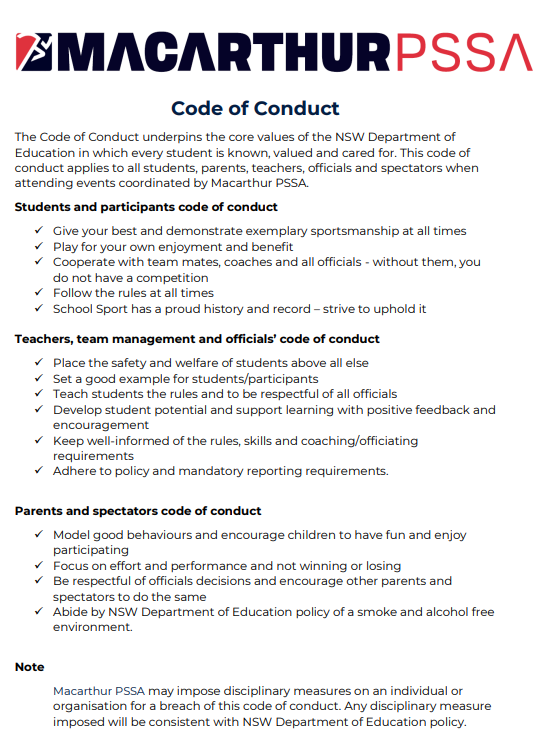 MACARTHURPSSA
Code of Conduct
The Code of Conduct underpins the core values of the NSW Department of
Education in which every student is known, valued and cared for. This code of
conduct applies to all students, parents, teachers, officials and spectators when
attending events coordinated by Macarthur PSSA.
Students and participants code of conduct
✓ Give your best and demonstrate exemplary sportsmanship at all times
✓ Play for your own enjoyment and benefit
✓ Cooperate with team mates, coaches and all officials - without them, you
do not have a competition
✓ Follow the rules at all times
✓ School Sport has a proud history and record – strive to uphold it
Teachers, team management and officials’ code of conduct
✓ Place the safety and welfare of students above all else
✓ Set a good example for students/participants
✓ Teach students the rules and to be respectful of all officials
✓ Develop student potential and support learning with positive feedback and
encouragement
✓ Keep well-informed of the rules, skills and coaching/officiating
requirements
✓ Adhere to policy and mandatory reporting requirements.
Parents and spectators code of conduct
✓ Model good behaviours and encourage children to have fun and enjoy
participating
✓ Focus on effort and performance and not winning or losing
✓ Be respectful of officials decisions and encourage other parents and
spectators to do the same
✓ Abide by NSW Department of Education policy of a smoke and alcohol free
environment.
Note
Macarthur PSSA may impose disciplinary measures on an individual or
organisation for a breach of this code of conduct. Any disciplinary measure
imposed will be consistent with NSW Department of Education policy.